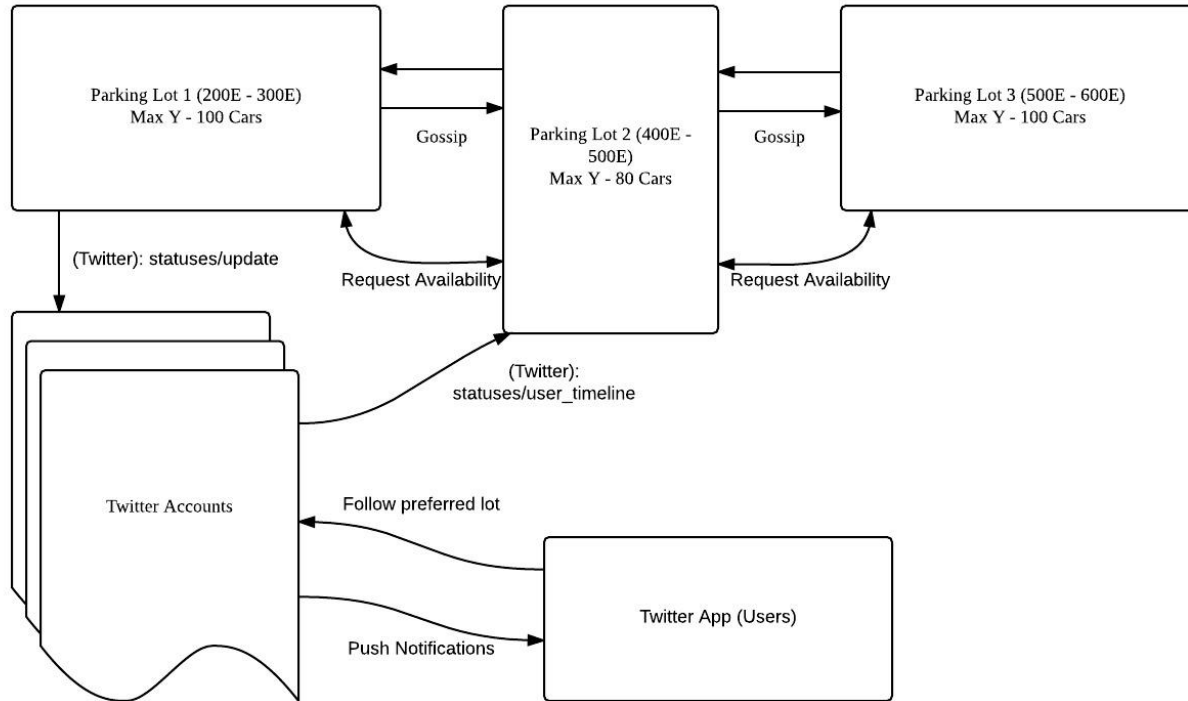 Parking Lot 1 (200E - 300E)
Max Y - 100 Cars
Gossip
Parking Lot 2 (400E -
500E)
Max Y - 80 Cars
Gossip
Parking Lot 3 (500E - 600E)
Max Y - 100 Cars
(Twitter): statuses/update
Request Availability
Request Availability
(Twitter):
statuses/user_timeline
Twitter Accounts
Follow preferred lot
Twitter App (Users)
Push Notifications